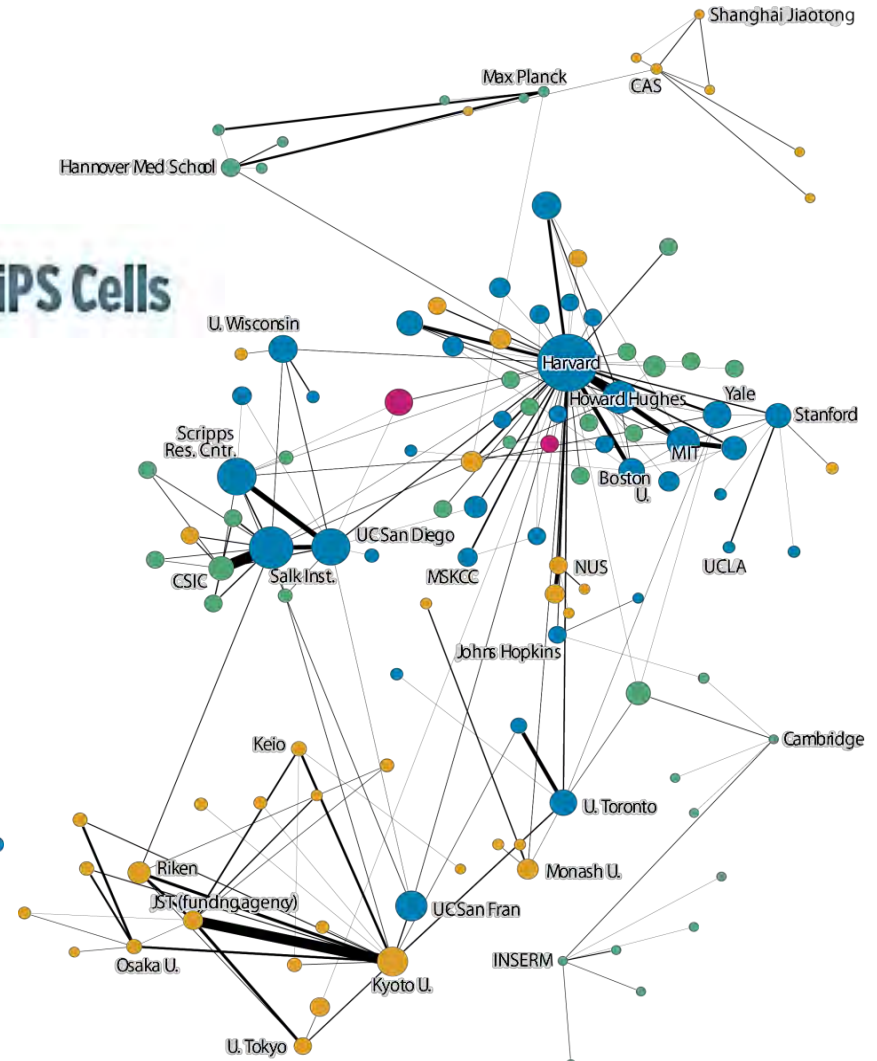 Shanghai Jiaotong
Max Planck
CAS
Hannover Med School
iPS Cells
U. Wisconsin
Harvard
Howard Hughes
Yale
Stanford
Scripps
Res. Cntr.
MIT
Boston
U.
UC San Diego
CSIC
Salk Inst.
MSKCC
NUS
UCLA
Johns Hopkins
Keio
Cambridge
U. Toronto
Riken
Monash U.
JST (fundngagency)
UC San Fran
Osaka U.
INSERM
Kyoto U.
U. Tokyo